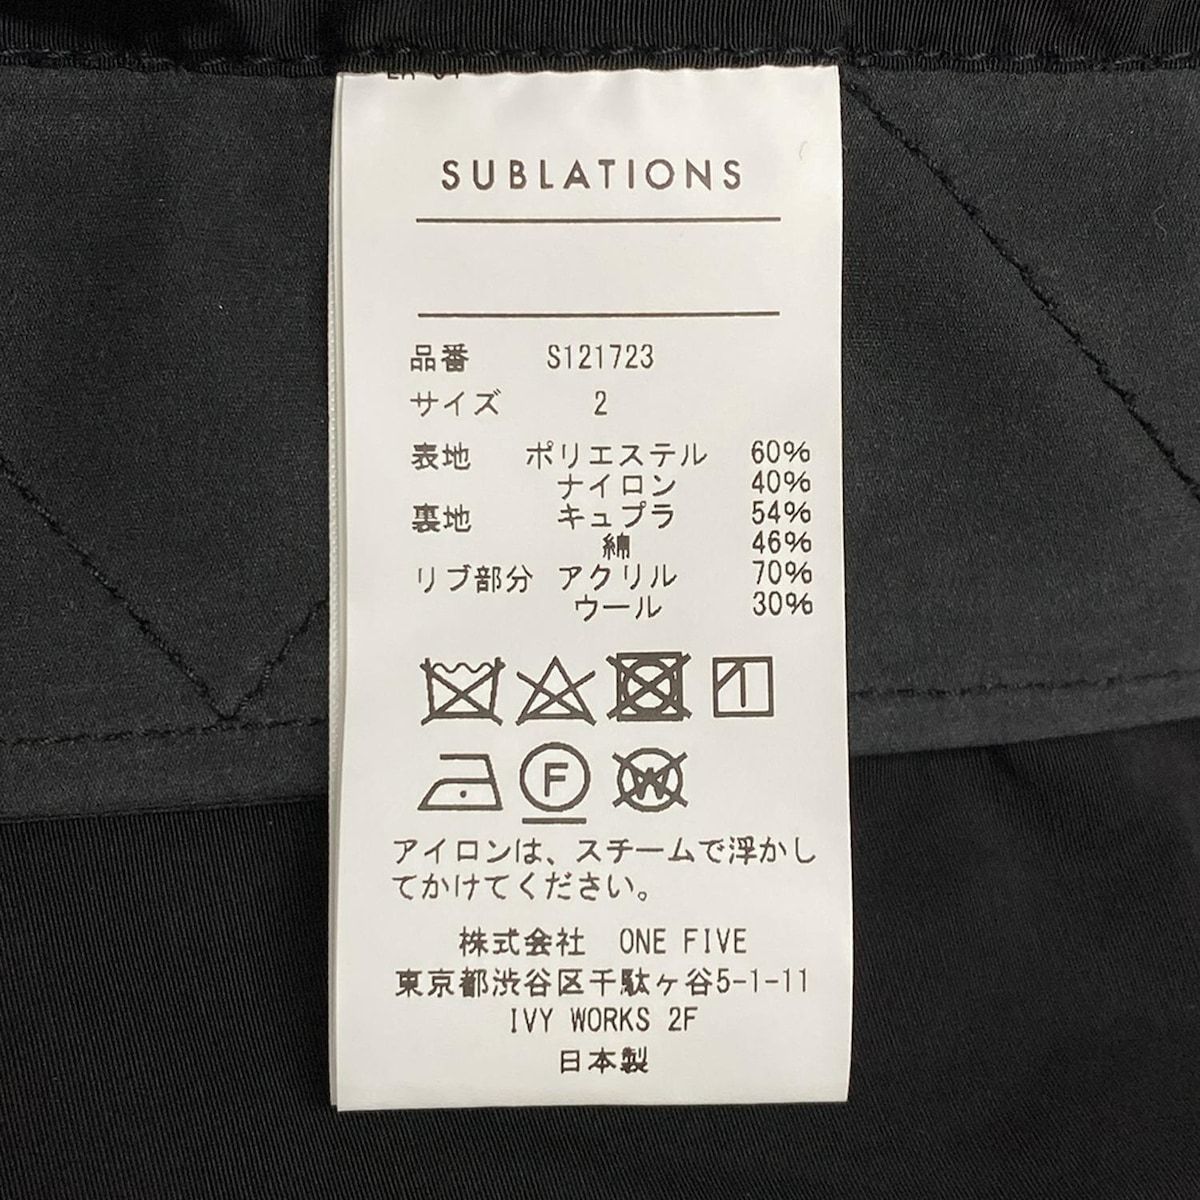 SUBLATIONS
品番 S121723
サイズ 2
表地 ポリエステル 60%
ナイロン 40%
裏地 キュプラ 54%
綿 46%
リブ部分 アクリル 70%
ウール 30%
F W
アイロンは、スチームで浮かし
てかけてください。
株式会社 ONE FIVE
東京都渋谷区千駄ヶ谷5-1-11
IVY WORKS 2F
日本製